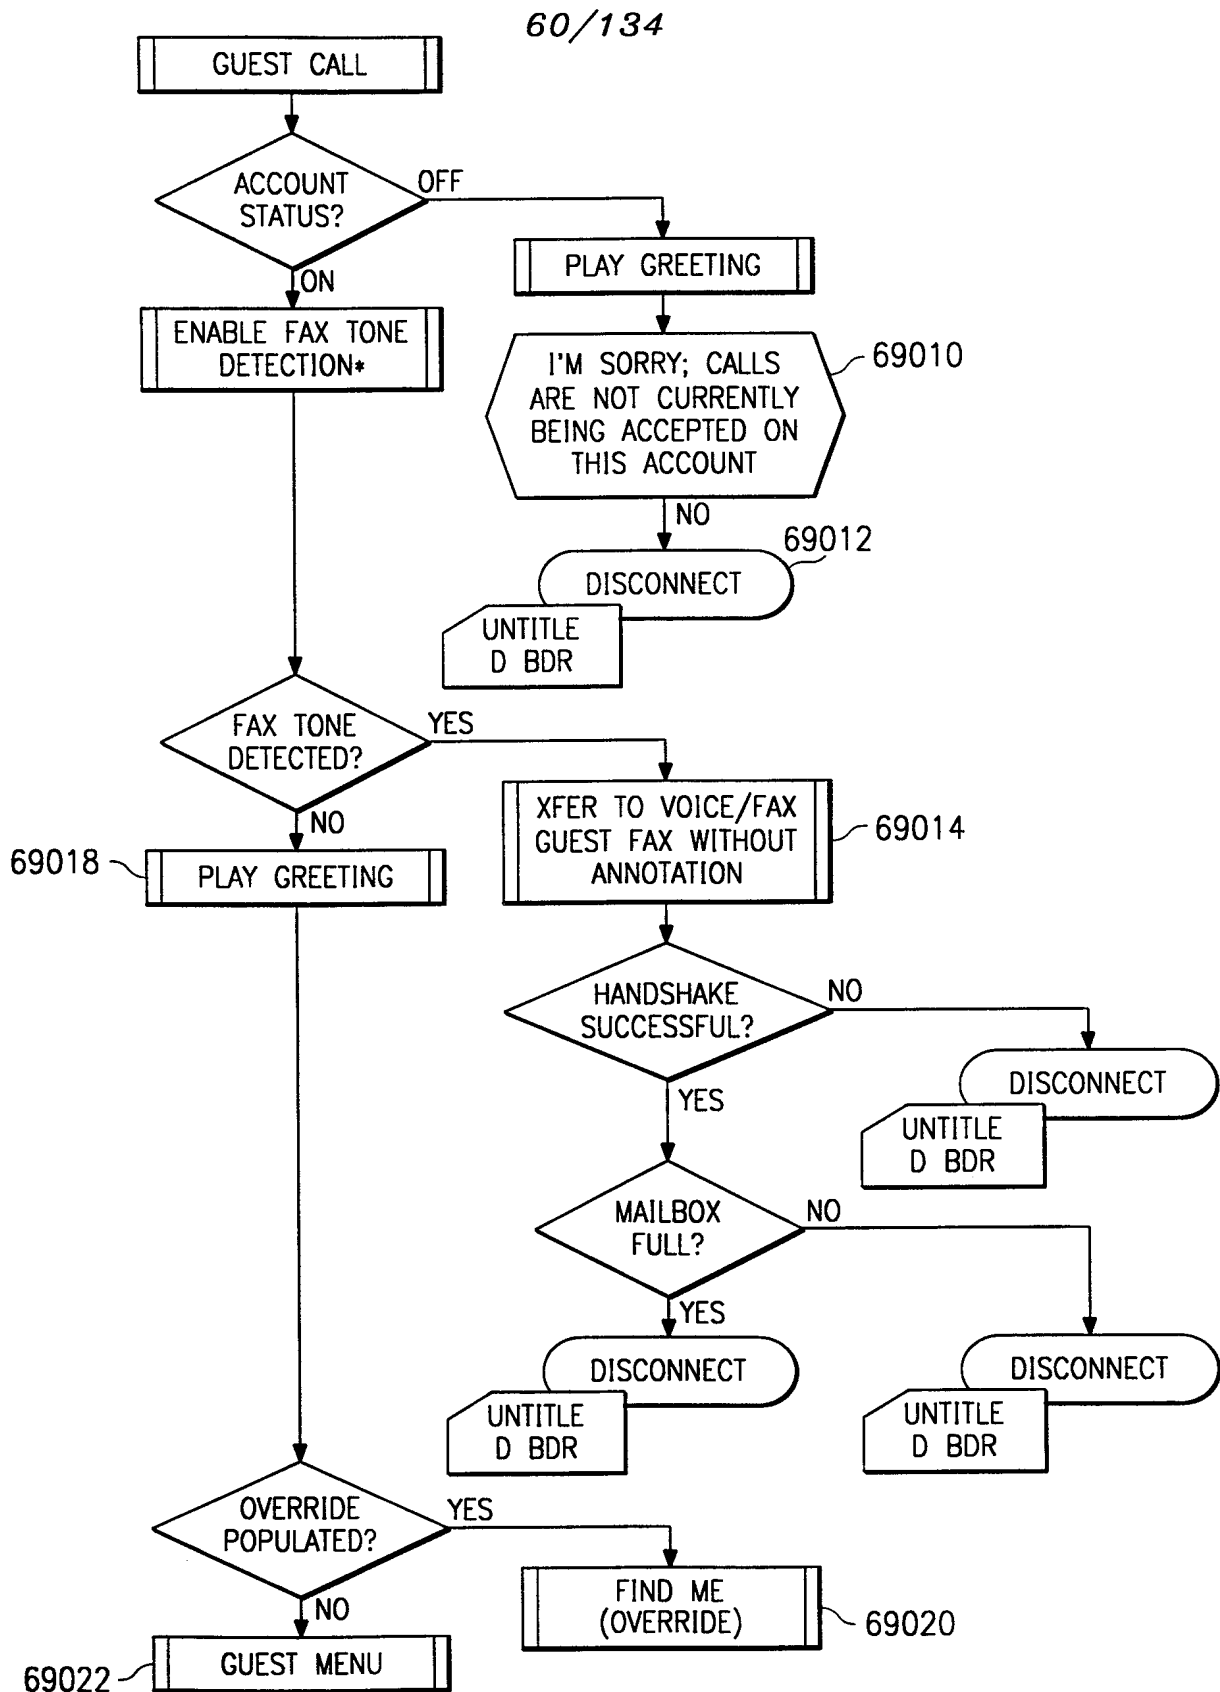 60/134
GUEST CALL
ACCOUNT
STATUS?
OFF
ON
PLAY GREETING
ENABLE FAX TONE
DETECTION*
I'M SORRY; CALLS
ARE NOT CURRENTLY
BEING ACCEPTED ON
THIS ACCOUNT
69010
NO
69012
DISCONNECT
UNTITLE
D BDR
FAX TONE
DETECTED?
YES
NO
XFER TO VOICE/FAX
GUEST FAX WITHOUT
ANNOTATION
69014
69018
PLAY GREETING
HANDSHAKE
SUCCESSFUL?
NO
YES
DISCONNECT
UNTITLE
D BDR
MAILBOX
FULL?
NO
YES
DISCONNECT
UNTITLE
D BDR
DISCONNECT
UNTITLE
D BDR
OVERRIDE
POPULATED?
YES
NO
FIND ME
(OVERRIDE)
69020
GUEST MENU
69022